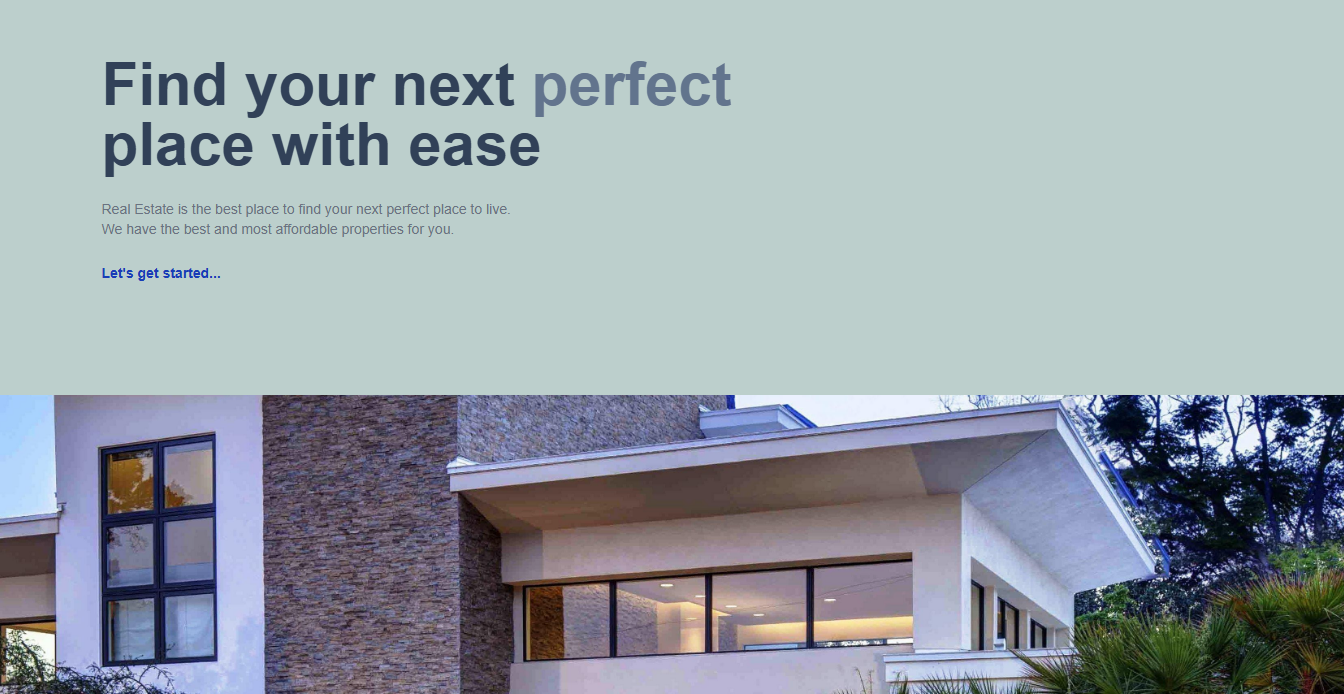 Find your next perfect
place with ease
Real Estate is the best place to find your next perfect place to live.
We have the best and most affordable properties for you.
Let's get started...